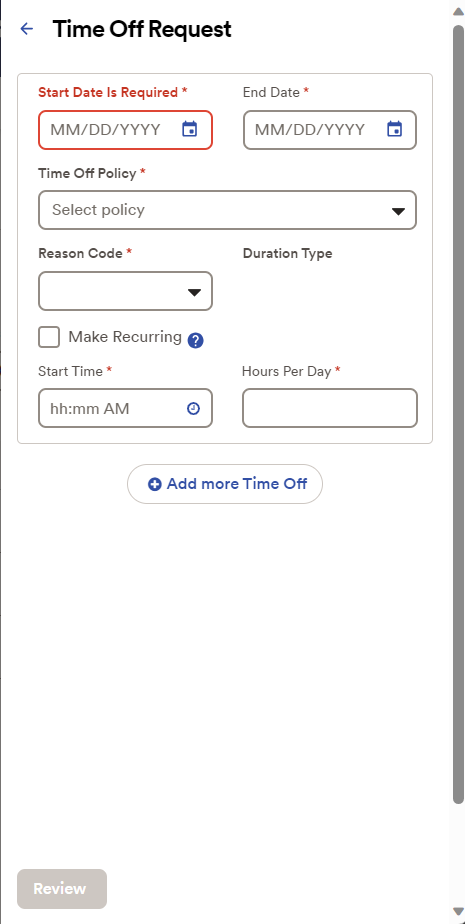 Time Off Request
Start Date Is Required * End Date *
MM/DD/YYYY MM/DD/YYYY
Time Off Policy *
Select policy
Reason Code * Duration Type
Make Recurring ?
Start Time * Hours Per Day *
hh:mm AM
Add more Time Off
Review